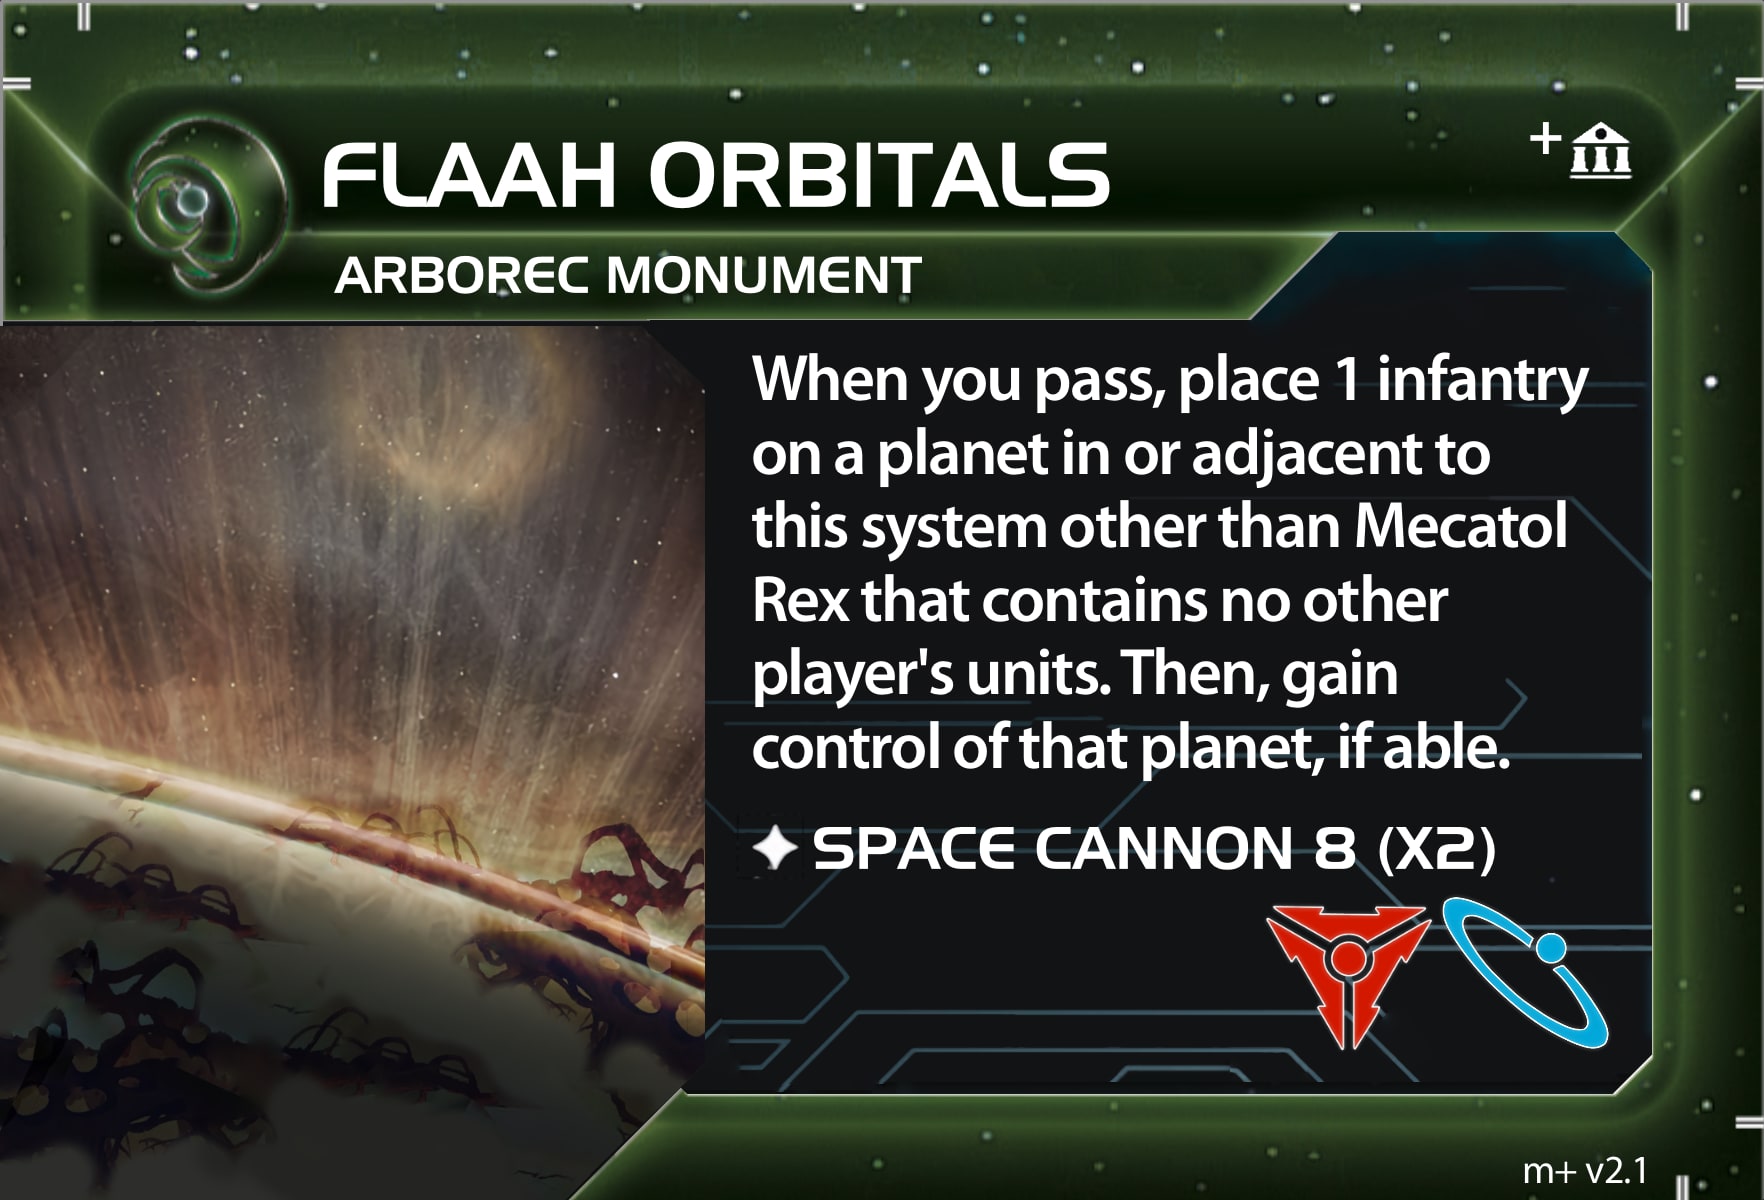 FLAAH ORBITALS
+
ARBOREC MONUMENT
When you pass, place 1 infantry
on a planet in or adjacent to
this system other than Mecatol
Rex that contains no other
player's units. Then, gain
control of that planet, if able.
SPACE CANNON 8 (X2)
m+ v2.1